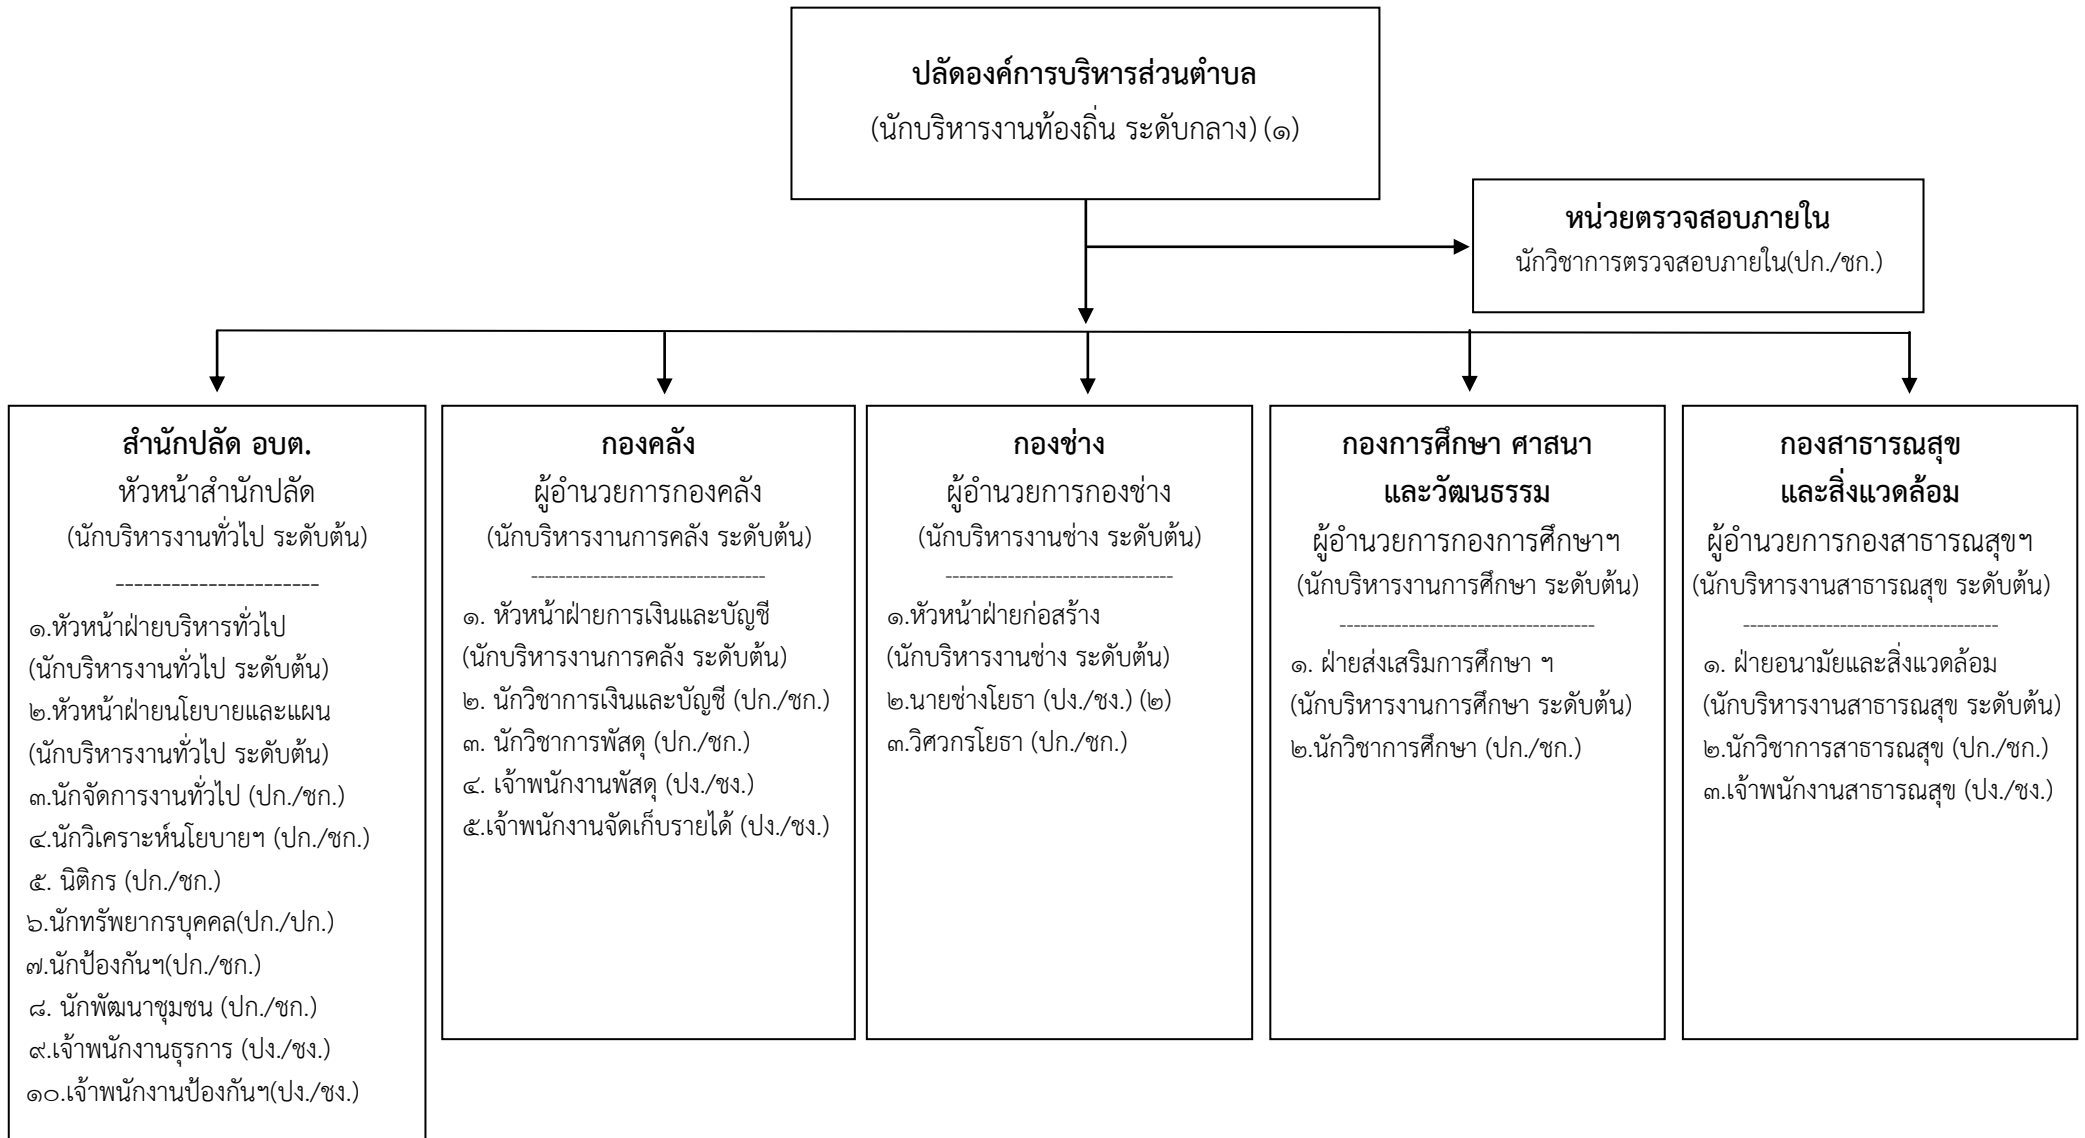 ปลัดองค์การบริหารส่วนตำบล
(นักบริหารงานท้องถิ่น ระดับกลาง) (๑)
หน่วยตรวจสอบภายใน
นักวิชาการตรวจสอบภายใน(ปก./ชก.)
สำนักปลัด อบต.
หัวหน้าสำนักปลัด
(นักบริหารงานทั่วไป ระดับต้น)
----------------------
๑.หัวหน้าฝ่ายบริหารทั่วไป
(นักบริหารงานทั่วไป ระดับต้น)
๒.หัวหน้าฝ่ายนโยบายและแผน
(นักบริหารงานทั่วไป ระดับต้น)
๓.นักจัดการงานทั่วไป (ปก./ชก.)
๔.นักวิเคราะห์นโยบายฯ (ปก./ชก.)
๕. นิติกร (ปก./ชก.)
๖.นักทรัพยากรบุคคล(ปก./ปก.)
๗.นักป้องกันฯ(ปก./ชก.)
๘. นักพัฒนาชุมชน (ปก./ชก.)
๙.เจ้าพนักงานธุรการ (ปง./ชง.)
๑๐.เจ้าพนักงานป้องกันฯ(ปง./ชง.)
กองคลัง
ผู้อำนวยการกองคลัง
(นักบริหารงานการคลัง ระดับต้น)
----------------------------------
๑. หัวหน้าฝ่ายการเงินและบัญชี
(นักบริหารงานการคลัง ระดับต้น)
๒. นักวิชาการเงินและบัญชี (ปก./ชก.)
๓. นักวิชาการพัสดุ (ปก./ชก.)
๔. เจ้าพนักงานพัสดุ (ปง./ชง.)
๕.เจ้าพนักงานจัดเก็บรายได้ (ปง./ชง.)
กองช่าง
ผู้อำนวยการกองช่าง
(นักบริหารงานช่าง ระดับต้น)
---------------------------------
๑.หัวหน้าฝ่ายก่อสร้าง
(นักบริหารงานช่าง ระดับต้น)
๒.นายช่างโยธา (ปง./ชง.) (๒)
๓.วิศวกรโยธา (ปก./ชก.)
กองการศึกษา ศาสนา
และวัฒนธรรม
ผู้อำนวยการกองการศึกษาฯ
(นักบริหารงานการศึกษา ระดับต้น)
-------------------------------------
๑. ฝ่ายส่งเสริมการศึกษา ฯ
(นักบริหารงานการศึกษา ระดับต้น)
๒.นักวิชาการศึกษา (ปก./ชก.)
กองสาธารณสุข
และสิ่งแวดล้อม
ผู้อำนวยการกองสาธารณสุขฯ
(นักบริหารงานสาธารณสุข ระดับต้น)
-------------------------------------
๑. ฝ่ายอนามัยและสิ่งแวดล้อม
(นักบริหารงานสาธารณสุข ระดับต้น)
๒.นักวิชาการสาธารณสุข (ปก./ชก.)
๓.เจ้าพนักงานสาธารณสุข (ปง./ชง.)